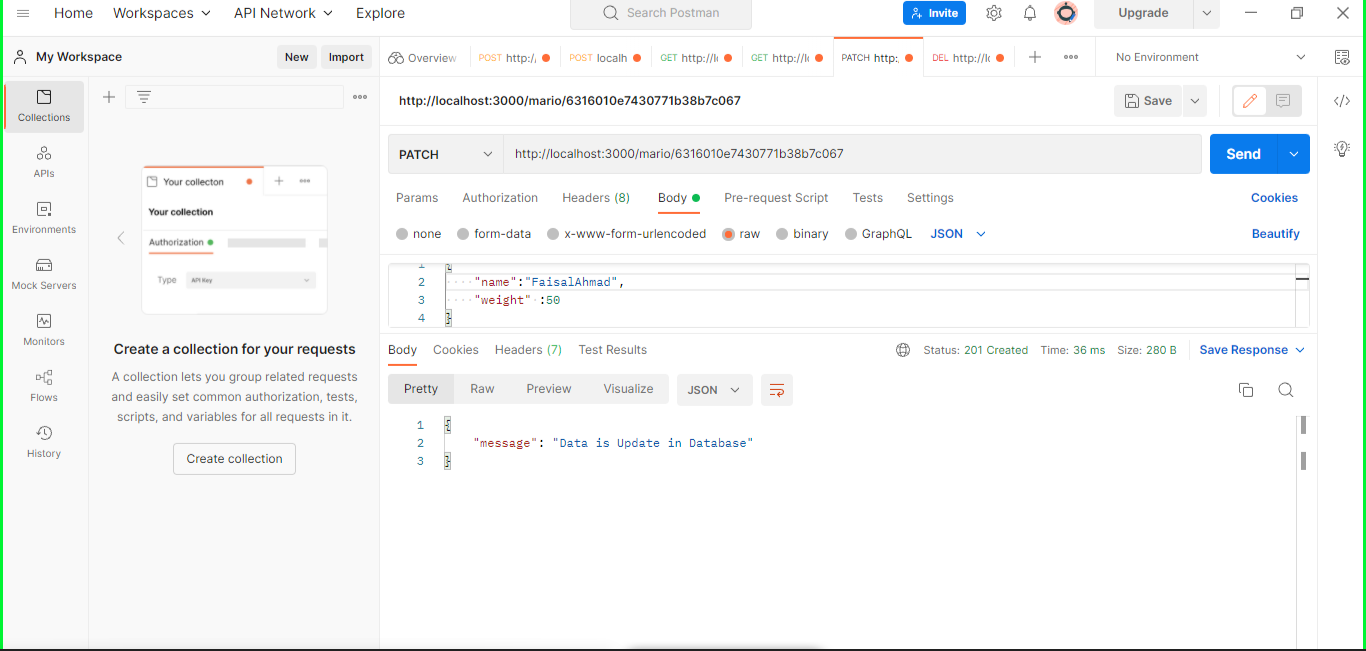 Home Workspaces API Network Explore Search Postman Invite Upgrade
My Workspace New Import Overview POST http:/ POST localh GET http://l GET http://l PATCH http: DEL http://l No Environment
Collections
APIs
Environments
Mock Servers
Monitors
Flows
History
Your collecton
Your collection
Authorization
Type API Key
Create a collection for your requests
A collection lets you group related requests
and easily set common authorization, tests,
scripts, and variables for all requests in it.
Create collection
http://localhost:3000/mario/6316010e7430771b38b7c067 Save
PATCH http://localhost:3000/mario/6316010e7430771b38b7c067 Send
Params Authorization Headers (8) Body Pre-request Script Tests Settings Cookies
none form-data x-www-form-urlencoded raw binary GraphQL JSON Beautify
1 {
2 "name":"FaisalAhmad",
3 "weight" :50
4 }
Body Cookies Headers (7) Test Results Status: 201 Created Time: 36 ms Size: 280 B Save Response
Pretty Raw Preview Visualize JSON
1 {
2 "message": "Data is Update in Database"
3 }